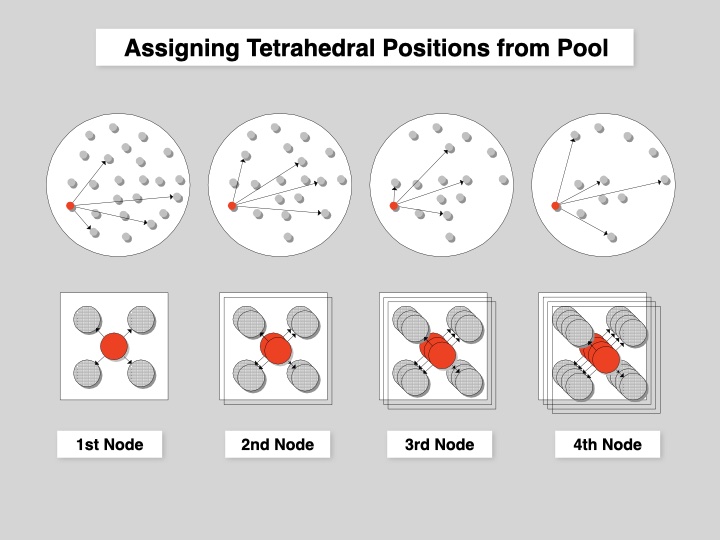 Assigning Tetrahedral Positions from Pool
1st Node
2nd Node
3rd Node
4th Node